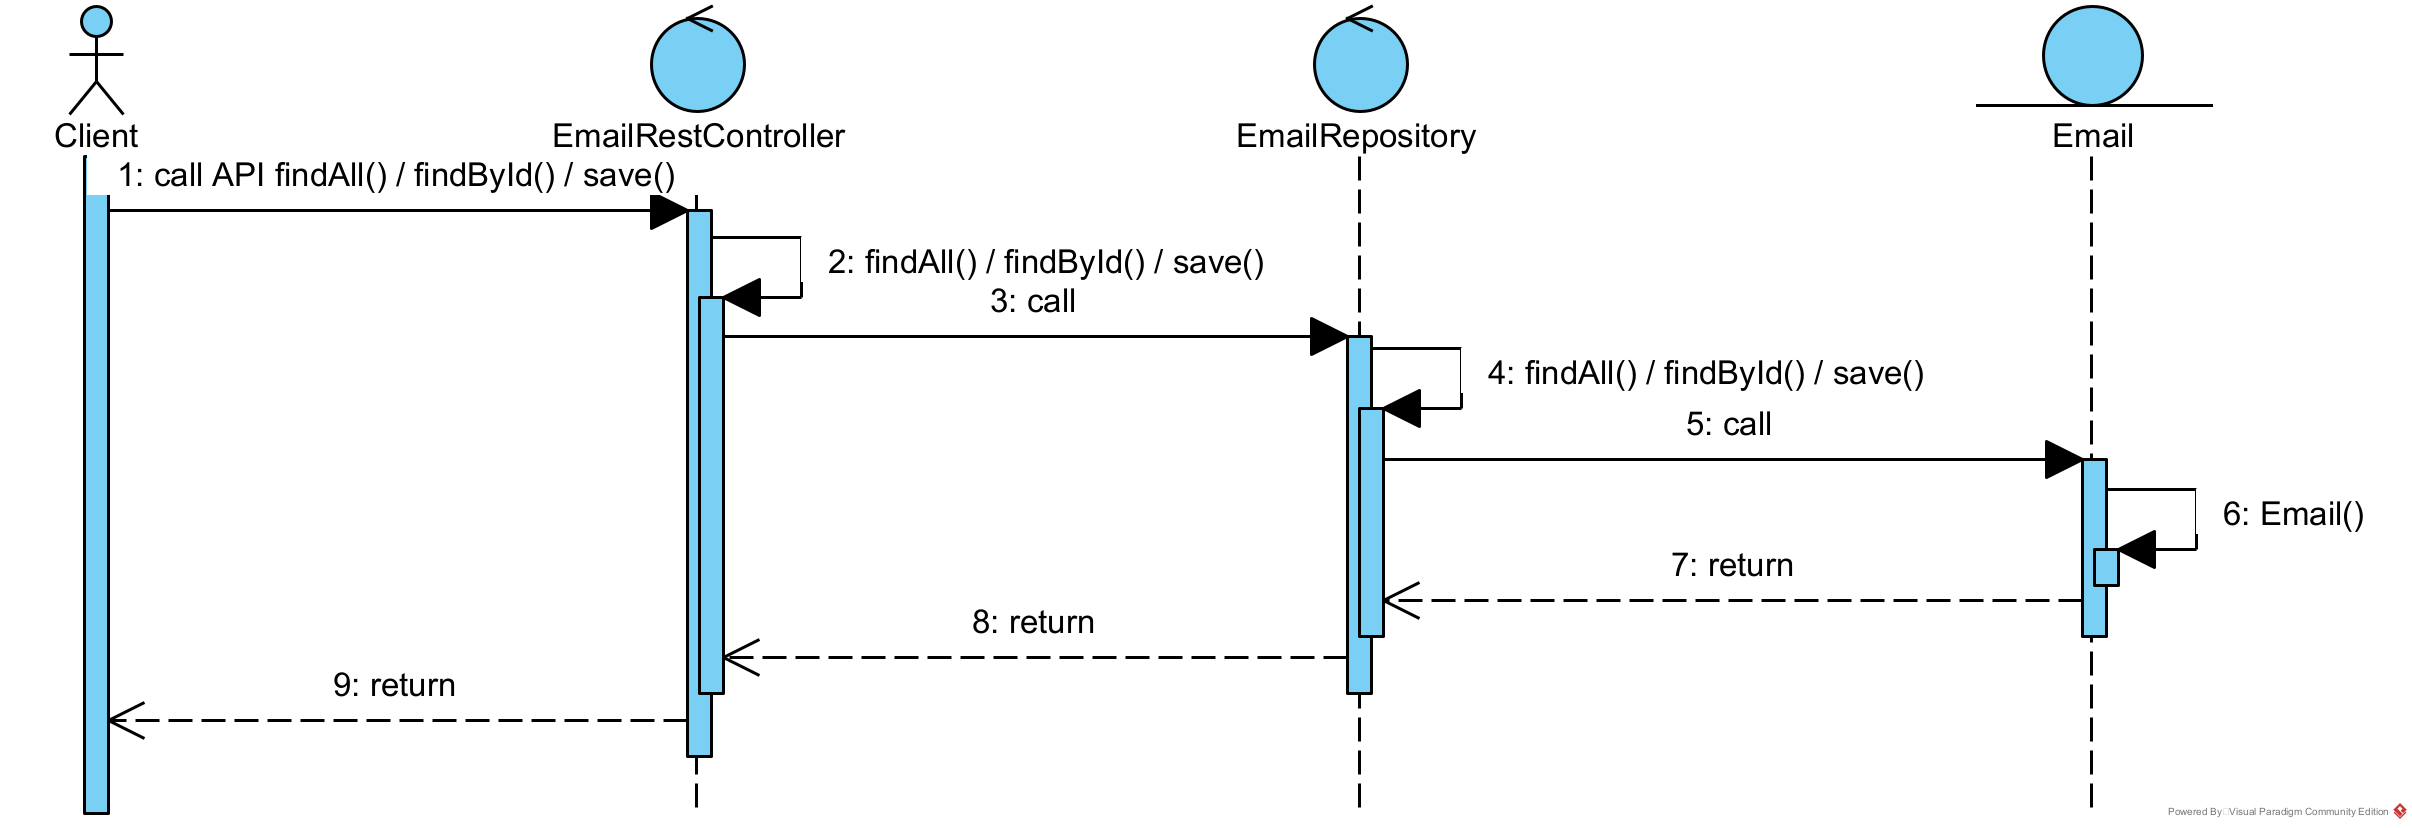 Client
EmailRestController
EmailRepository
Email
1: call API findAll() / findById() / save()
2: findAll() / findById() / save()
3: call
4: findAll() / findById() / save()
5: call
6: Email()
7: return
8: return
9: return
Powered By Visual Paradigm Community Edition